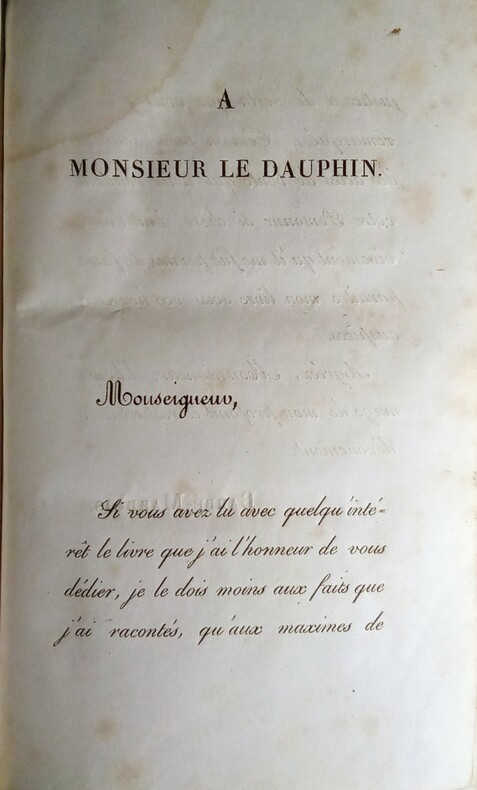 A
MONSIEUR LE DAUPHIN.
Monseigneur,
Si vous avez lu avec quelqu'inté-
rêt le livre que j'ai l'honneur de vous
dédier, je le dois moins aux faits que
j'ai racontés, qu'aux maximes de